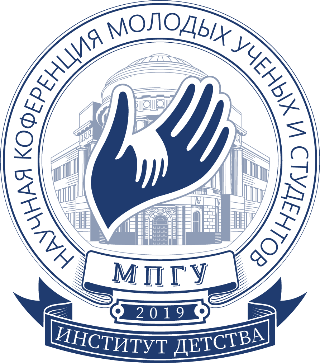 НАУЧНАЯ КОФЕРЕНЦИЯ МОЛОДЫХ УЧЕНЫХ И СТУДЕНТОВ
МПГУ
2019
ИНСТИТУТ ДЕТСТВА